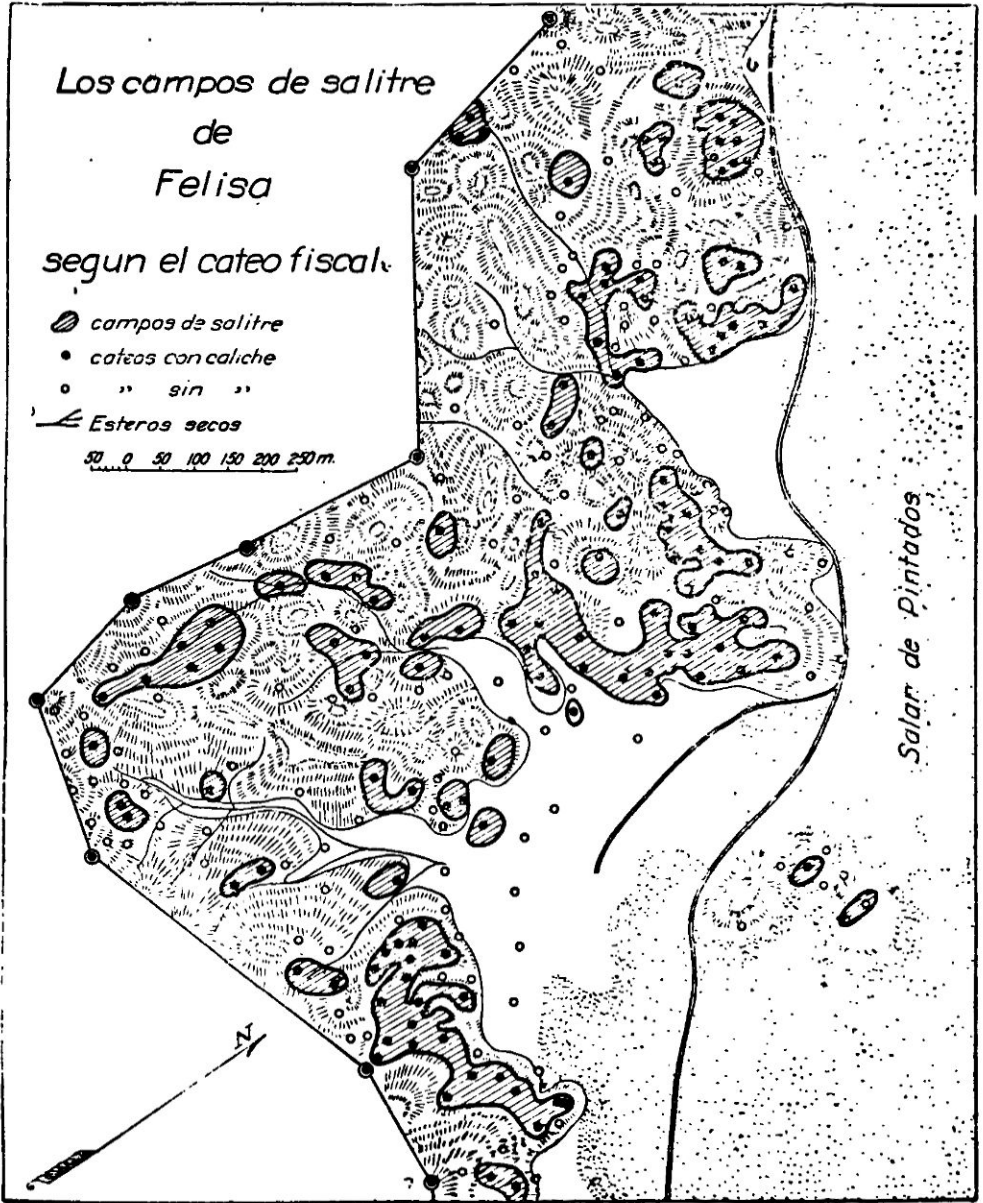 Los campos de salitre
de
Felisa
segun el cateo fiscal.
campos de salitre
cateos con caliche
" sin "
Esteros secos
50 0 50 100 150 200 250 m.
Salar de Pintados
N